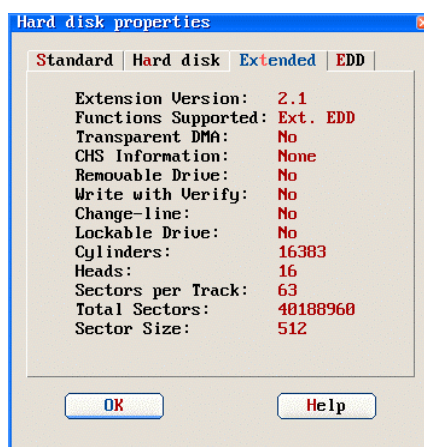 Hard disk properties
Standard Hard disk Extended EDD
Extension Version: 2.1
Functions Supported: Ext. EDD
Transparent DMA: No
CHS Information: None
Removable Drive: No
Write with Verify: No
Change-line: No
Lockable Drive: No
Cylinders: 16383
Heads: 16
Sectors per Track: 63
Total Sectors: 40188960
Sector Size: 512
OK Help